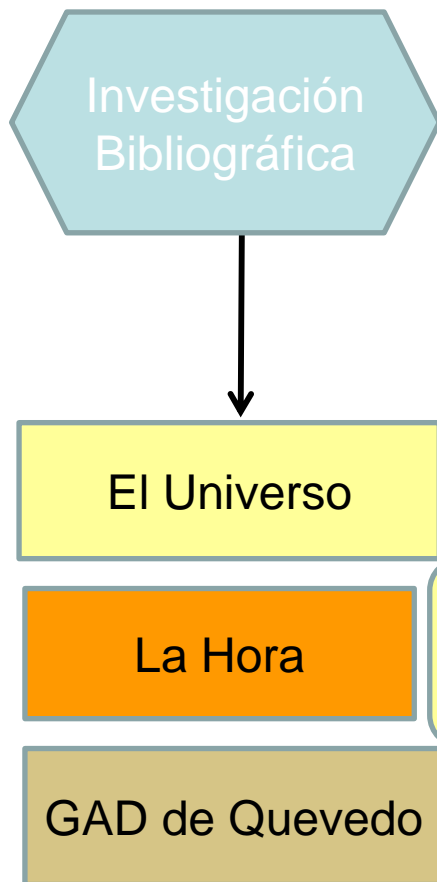 Investigación
Bibliográfica
El Universo
La Hora
GAD de Quevedo